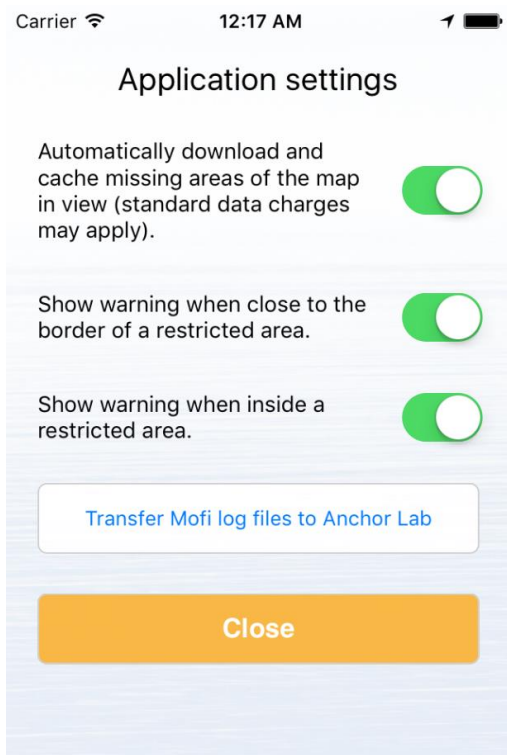 Carrier 12:17 AM
Application settings
Automatically download and
cache missing areas of the map
in view (standard data charges
may apply).
Show warning when close to the
border of a restricted area.
Show warning when inside a
restricted area.
Transfer Mofi log files to Anchor Lab
Close